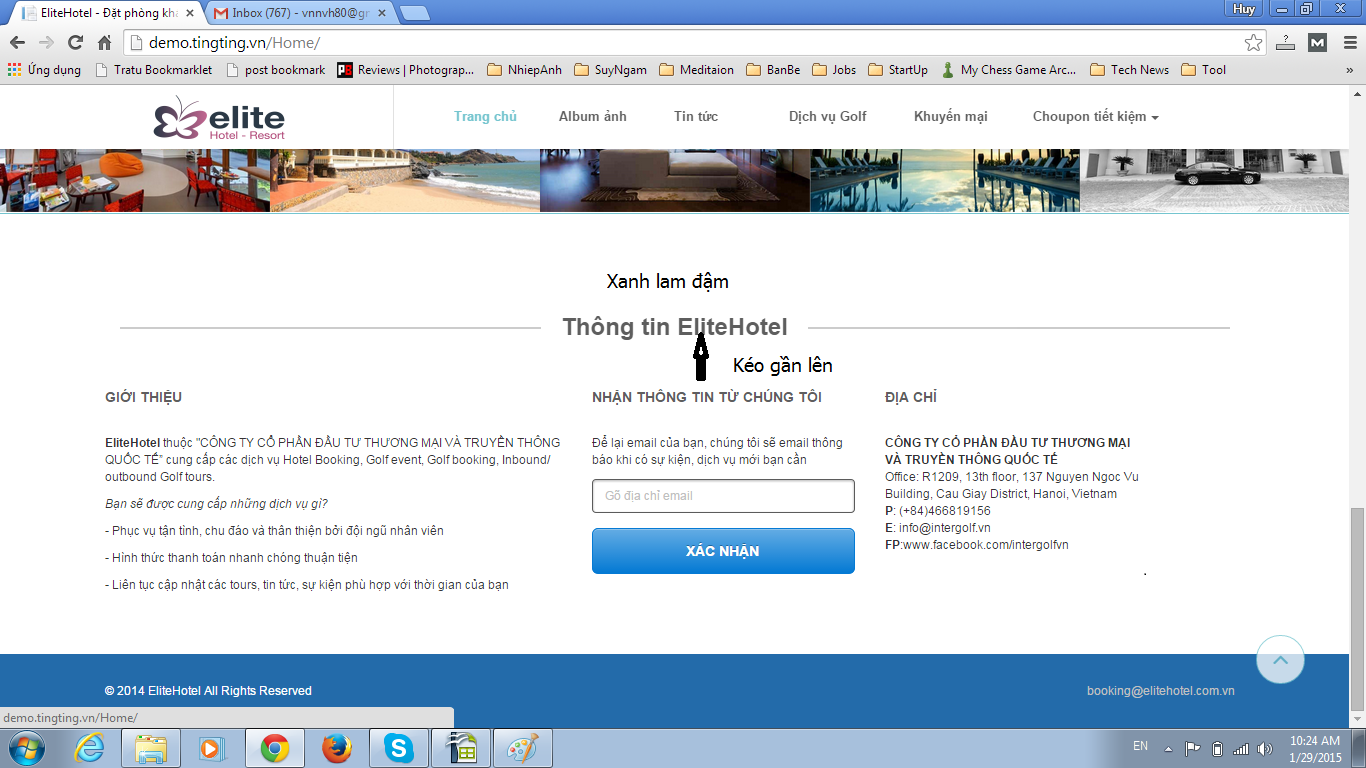 EliteHotel - Đặt phòng khá
Inbox (767) - vnnvh80@gr
Huy
demo.tingting.vn/Home/
Ứng dụng
Tratu Bookmarklet
post bookmark
Reviews | Photograp...
NhiepAnh
SuyNgam
Meditaion
BanBe
Jobs
StartUp
My Chess Game Arc...
Tech News
Tool
»
elite
Hotel - Resort
Trang chủ
Album ảnh
Tin tức
Dịch vụ Golf
Khuyến mại
Choupon tiết kiệm
Xanh lam đậm
Thông tin EliteHotel
Kéo gần lên
GIỚI THIỆU
EliteHotel thuộc "CÔNG TY CỔ PHẦN ĐẦU TƯ THƯƠNG MẠI VÀ TRUYỀN THÔNG
QUỐC TẾ" cung cấp các dịch vụ Hotel Booking, Golf event, Golf booking, Inbound/
outbound Golf tours.
Bạn sẽ được cung cấp những dịch vụ gì?
- Phục vụ tận tình, chu đáo và thân thiện bởi đội ngũ nhân viên
- Hình thức thanh toán nhanh chóng thuận tiện
- Liên tục cập nhật các tours, tin tức, sự kiện phù hợp với thời gian của bạn
NHẬN THÔNG TIN TỪ CHÚNG TÔI
Để lại email của bạn, chúng tôi sẽ email thông
báo khi có sự kiện, dịch vụ mới bạn cần
Gõ địa chỉ email
XÁC NHẬN
ĐỊA CHỈ
CÔNG TY CỔ PHẦN ĐẦU TƯ THƯƠNG MẠI
VÀ TRUYỀN THÔNG QUỐC TẾ
Office: R1209, 13th floor, 137 Nguyen Ngoc Vu
Building, Cau Giay District, Hanoi, Vietnam
P: (+84)466819156
E: info@intergolf.vn
FP:www.facebook.com/intergolfvn
© 2014 EliteHotel All Rights Reserved
booking@elitehotel.com.vn
demo.tingting.vn/Home/
EN
10:24 AM
1/29/2015